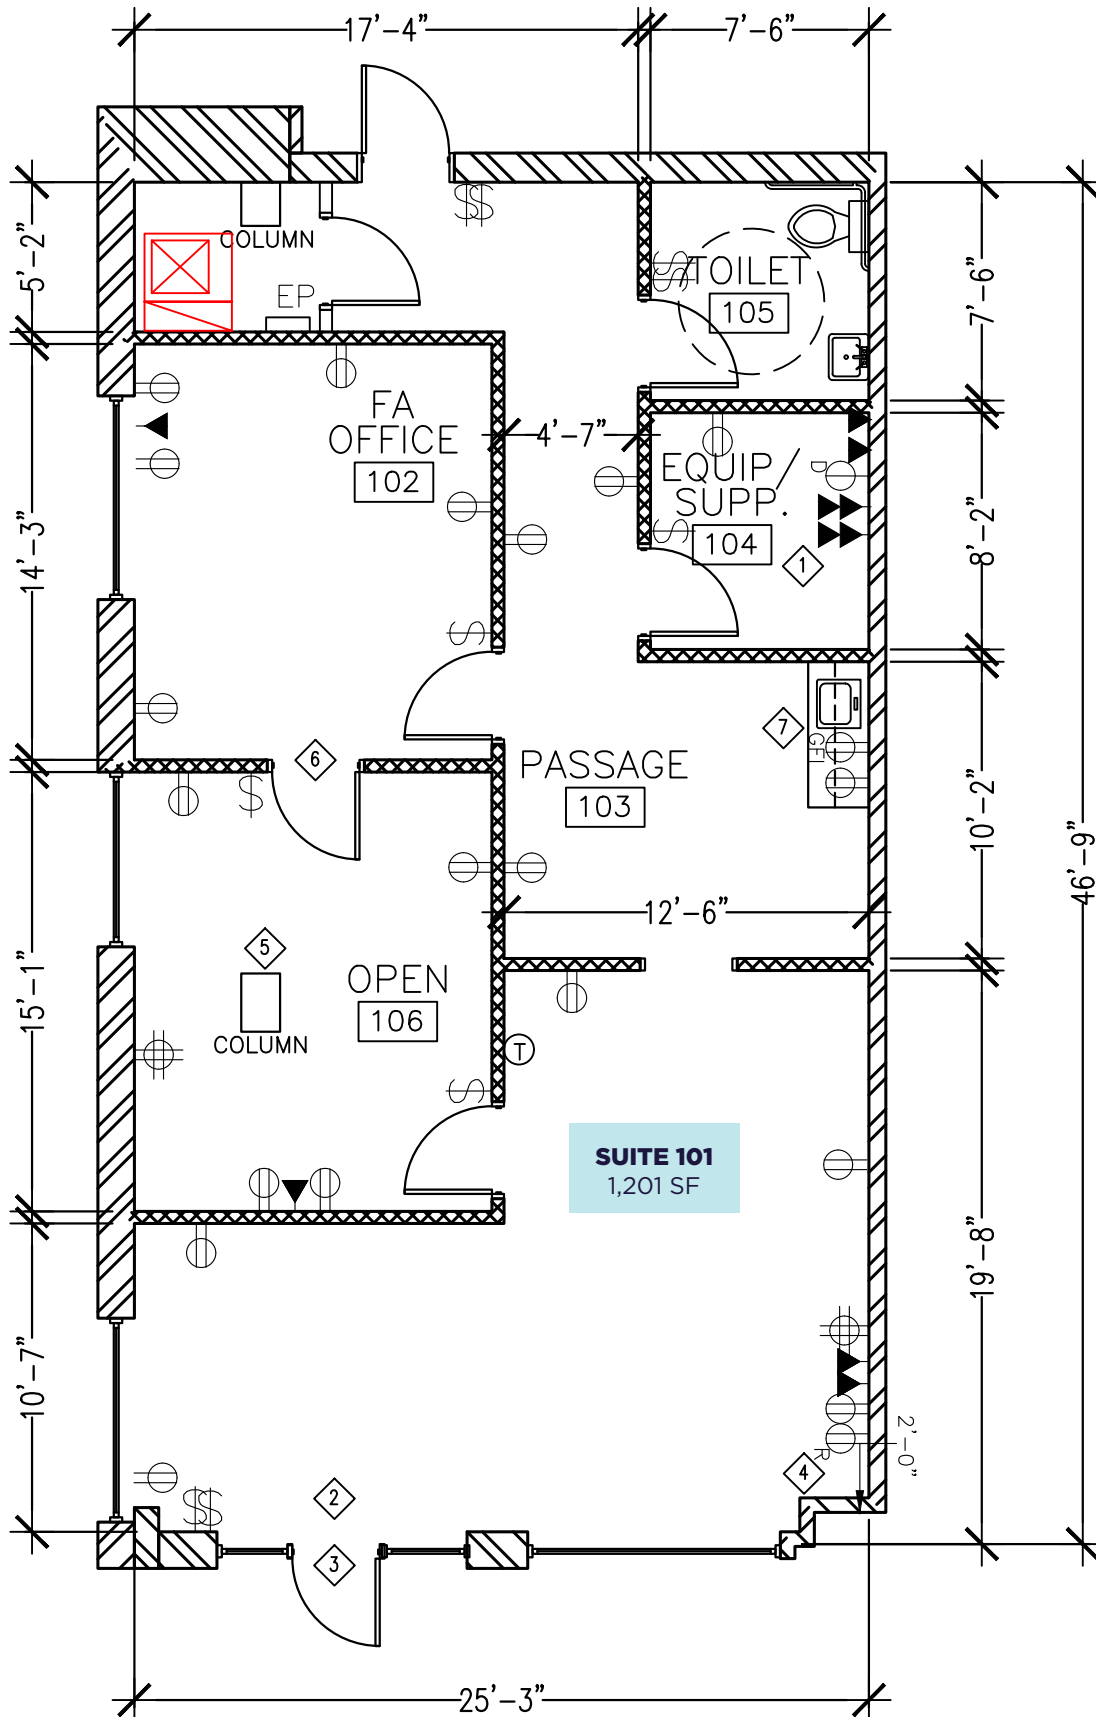 17'-4"
7'-6"
COLUMN
5'-2"
EP
$$
$$
TOILET
105
7'-6"
FA
OFFICE
102
4'-7"
EQUIP/
SUPP.
104
D
$
1
14'-3"
8'-2"
$
6
$
PASSAGE
103
7
GFI
10'-2"
46'-9"
12'-6"
5
COLUMN
OPEN
106
15'-1"
T
$
SUITE 101
1,201 SF
19'-8"
10'-7"
2'-0"
R
4
$$
2
3
25'-3"